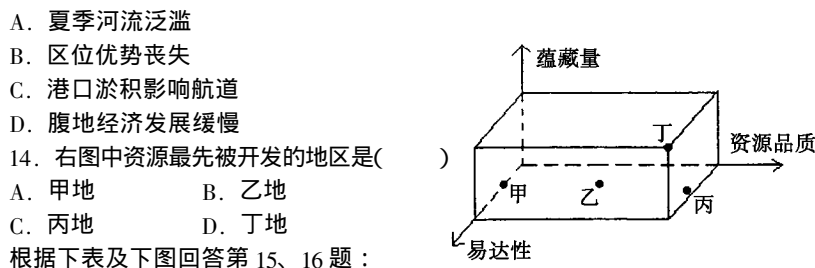 A．夏季河流泛滥
B．区位优势丧失
C．港口淤积影响航道
D．腹地经济发展缓慢
14．右图中资源最先被开发的地区是(　　)
A．甲地　　B．乙地
C．丙地　　D．丁地
根据下表及下图回答第 15、16 题：
蕴藏量
丁
资源品质
甲
乙
丙
易达性